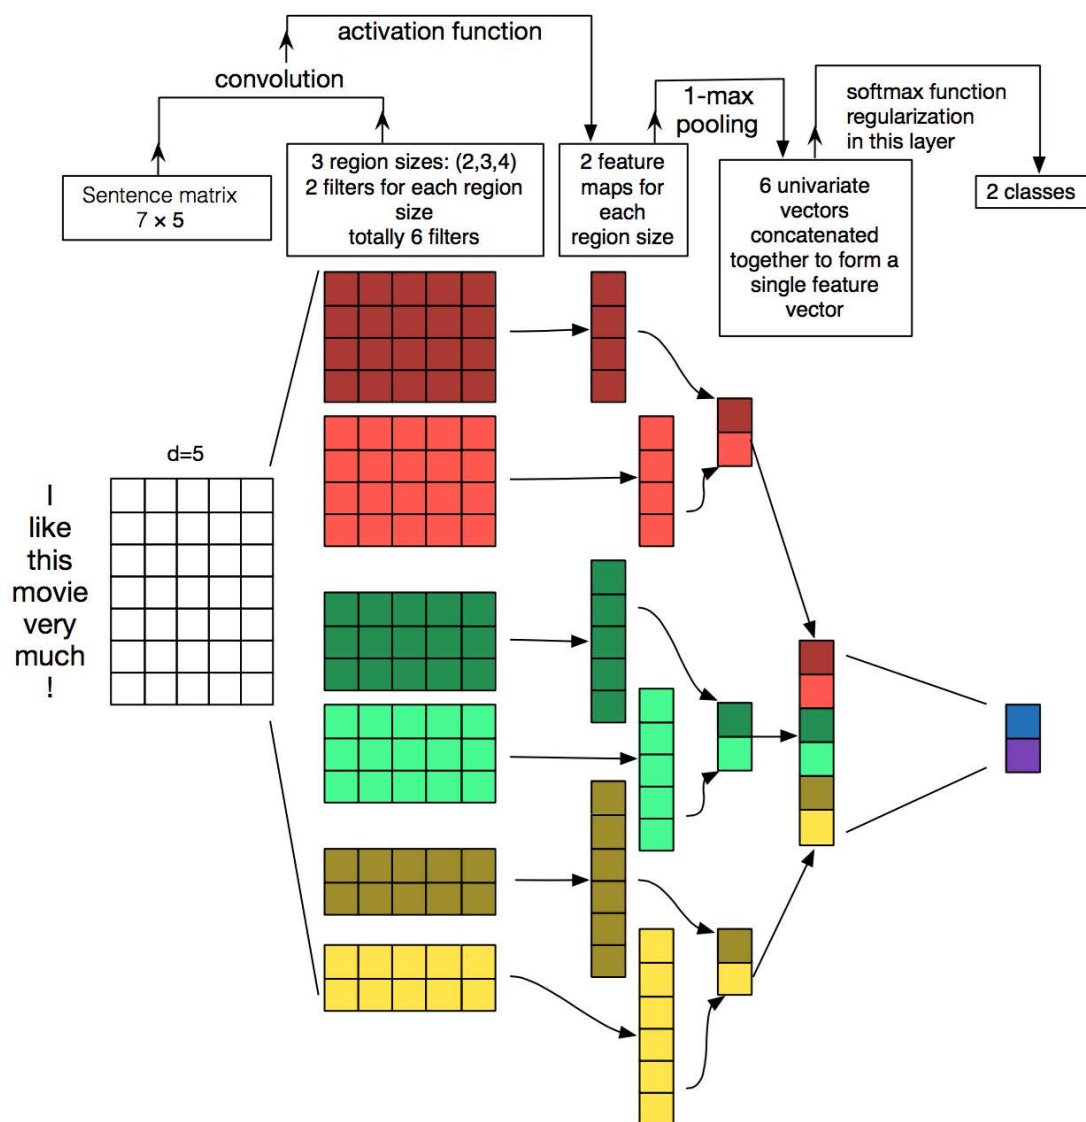 activation function
convolution
1-max
pooling
softmax function
regularization
in this layer
Sentence matrix
7 × 5
3 region sizes: (2,3,4)
2 filters for each region
size
totally 6 filters
2 feature
maps for
each
region size
6 univariate
vectors
concatenated
together to form a
single feature
vector
2 classes
d=5
I
like
this
movie
very
much
!